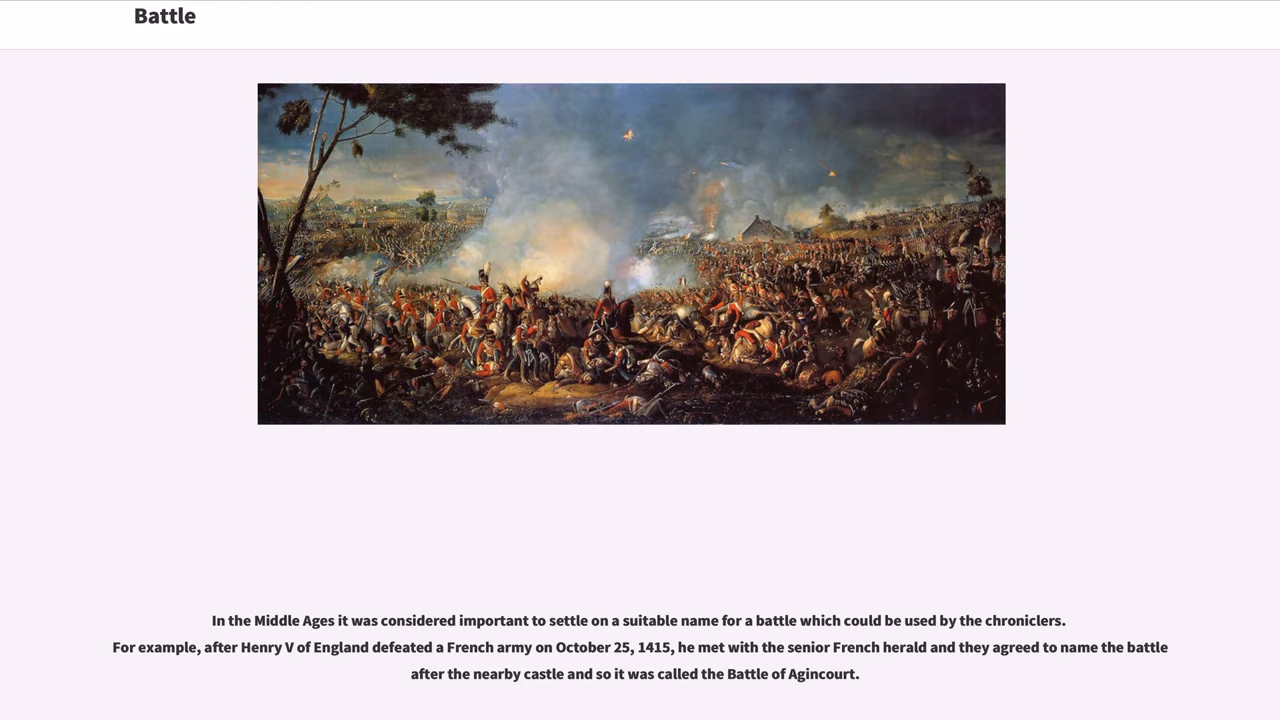 Battle
In the Middle Ages it was considered important to settle on a suitable name for a battle which could be used by the chroniclers.
For example, after Henry V of England defeated a French army on October 25, 1415, he met with the senior French herald and they agreed to name the battle
after the nearby castle and so it was called the Battle of Agincourt.